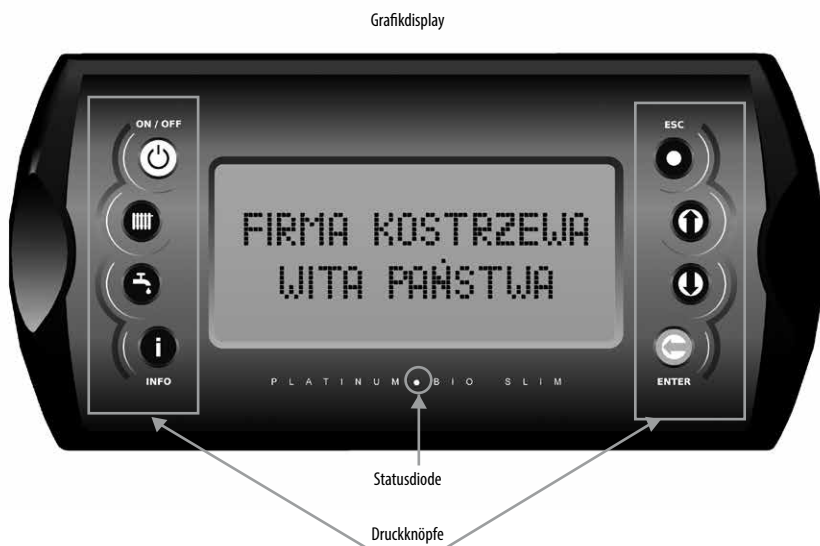 Grafikdisplay
ON / OFF
ESC
FIRMA KOSTRZEWA
WITA PAŃSTWA
i
INFO
ENTER
PLATINUM BIO SLIM
Statusdiode
Druckknöpfe